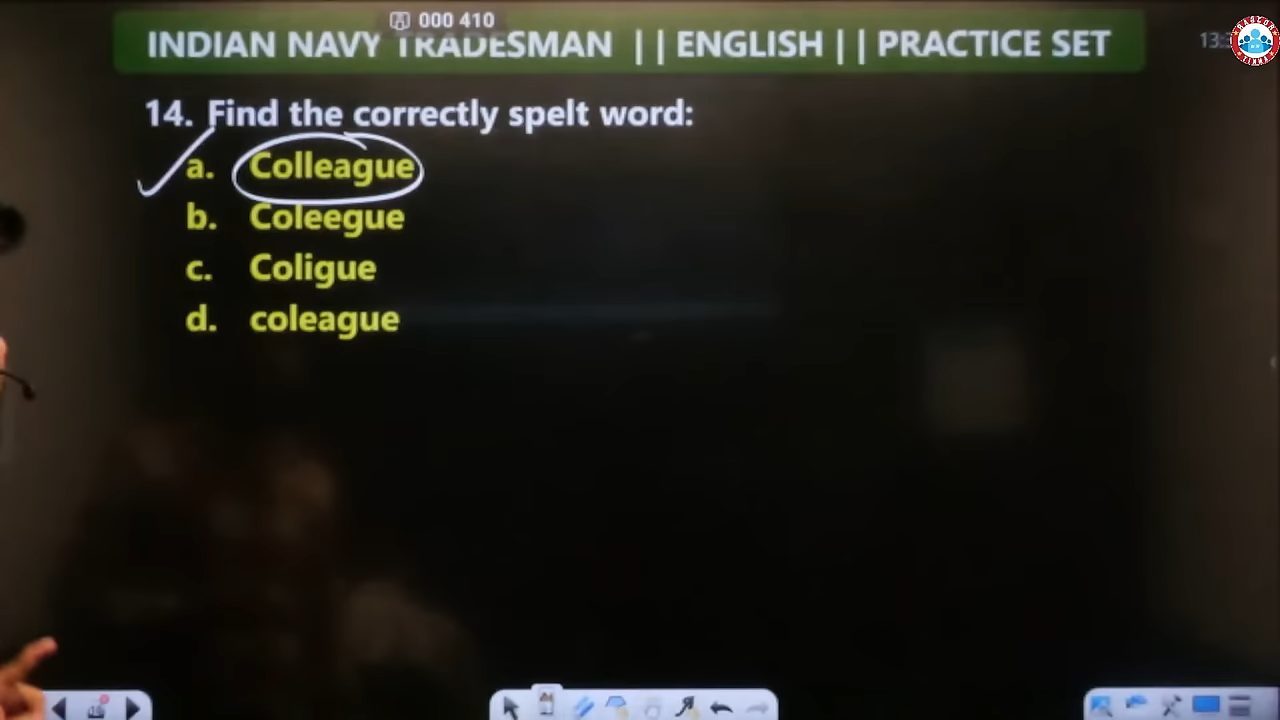 000 410
INDIAN NAVY TRADESMAN || ENGLISH || PRACTICE SET
14. Find the correctly spelt word:
a. Colleague
b. Coleegue
c. Coligue
d. coleague